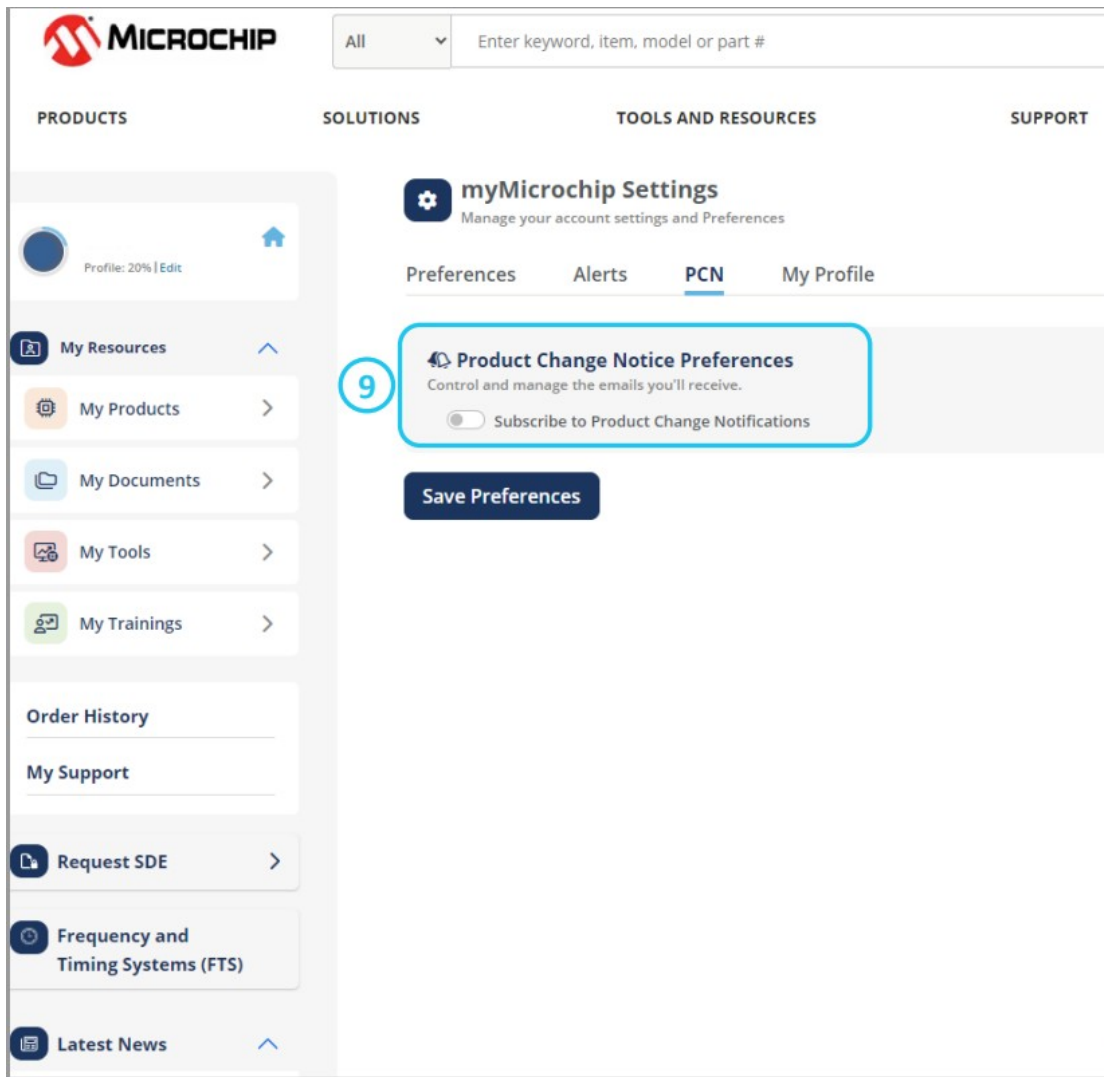 MICROCHIP
All
Enter keyword, item, model or part #
PRODUCTS
SOLUTIONS
TOOLS AND RESOURCES
SUPPORT
Profile: 20% | Edit
My Resources
My Products
My Documents
My Tools
My Trainings
Order History
My Support
Request SDE
Frequency and
Timing Systems (FTS)
Latest News
myMicrochip Settings
Manage your account settings and Preferences
Preferences
Alerts
PCN
My Profile
9
Product Change Notice Preferences
Control and manage the emails you'll receive.
Subscribe to Product Change Notifications
Save Preferences